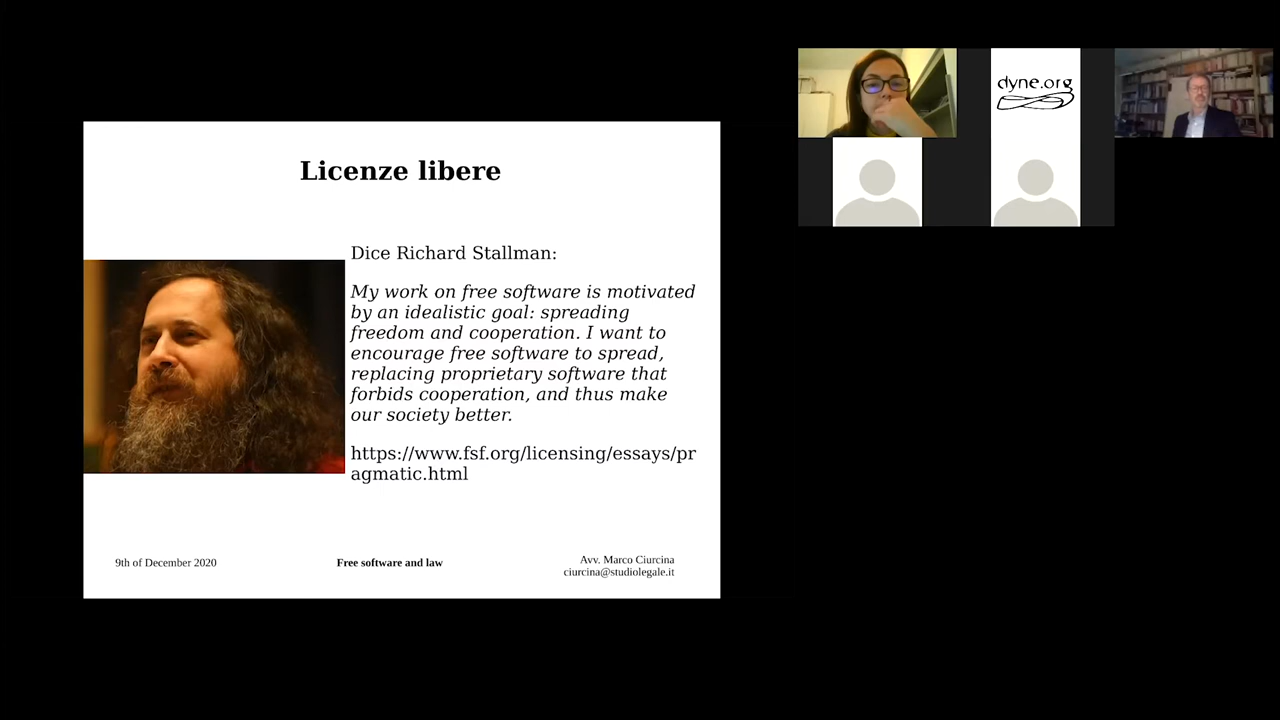 Licenze libere
Dice Richard Stallman:
My work on free software is motivated
by an idealistic goal: spreading
freedom and cooperation. I want to
encourage free software to spread,
replacing proprietary software that
forbids cooperation, and thus make
our society better.
https://www.fsf.org/licensing/essays/pr
agmatic.html
9th of December 2020
Free software and law
Avv. Marco Ciurcina
ciurcina@studiolegale.it
dyne.org